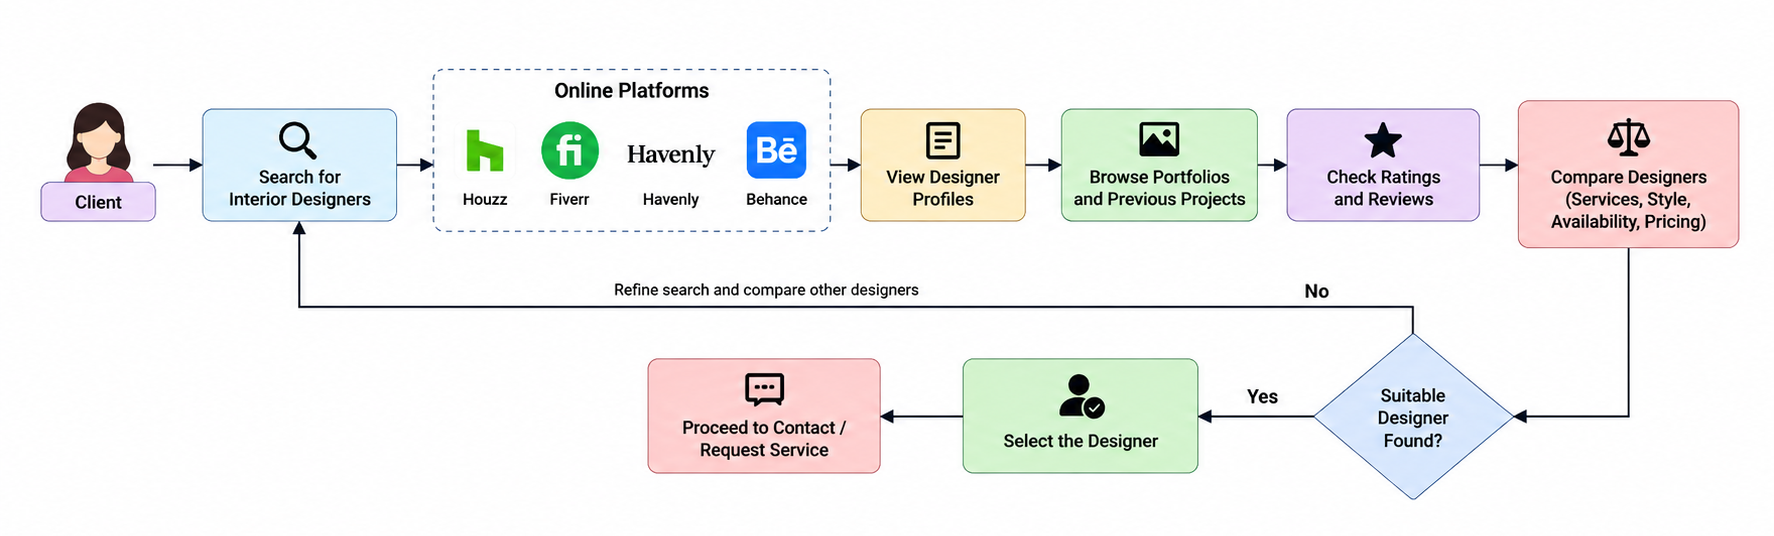 Client
Search for
Interior Designers
Online Platforms
fi
Havenly
Bē
Houzz
Fiverr
Havenly
Behance
View Designer
Profiles
Browse Portfolios
and Previous Projects
Check Ratings
and Reviews
Compare Designers
(Services, Style,
Availability, Pricing)
Refine search and compare other designers
No
Suitable
Designer
Found?
Yes
Select the Designer
Proceed to Contact /
Request Service